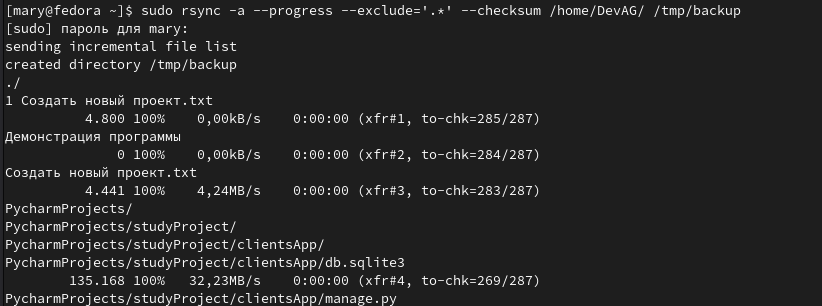 [mary@fedora ~]$ sudo rsync -a --progress --exclude='.*' --checksum /home/DevAG/ /tmp/backup
[sudo] пароль для mary:
sending incremental file list
created directory /tmp/backup
./
1 Создать новый проект.txt
          4.800 100%    0,00kB/s    0:00:00 (xfr#1, to-chk=285/287)
Демонстрация программы
              0 100%    0,00kB/s    0:00:00 (xfr#2, to-chk=284/287)
Создать новый проект.txt
          4.441 100%    4,24MB/s    0:00:00 (xfr#3, to-chk=283/287)
PycharmProjects/
PycharmProjects/studyProject/
PycharmProjects/studyProject/clientsApp/
PycharmProjects/studyProject/clientsApp/db.sqlite3
        135.168 100%   32,23MB/s    0:00:00 (xfr#4, to-chk=269/287)
PycharmProjects/studyProject/clientsApp/manage.py